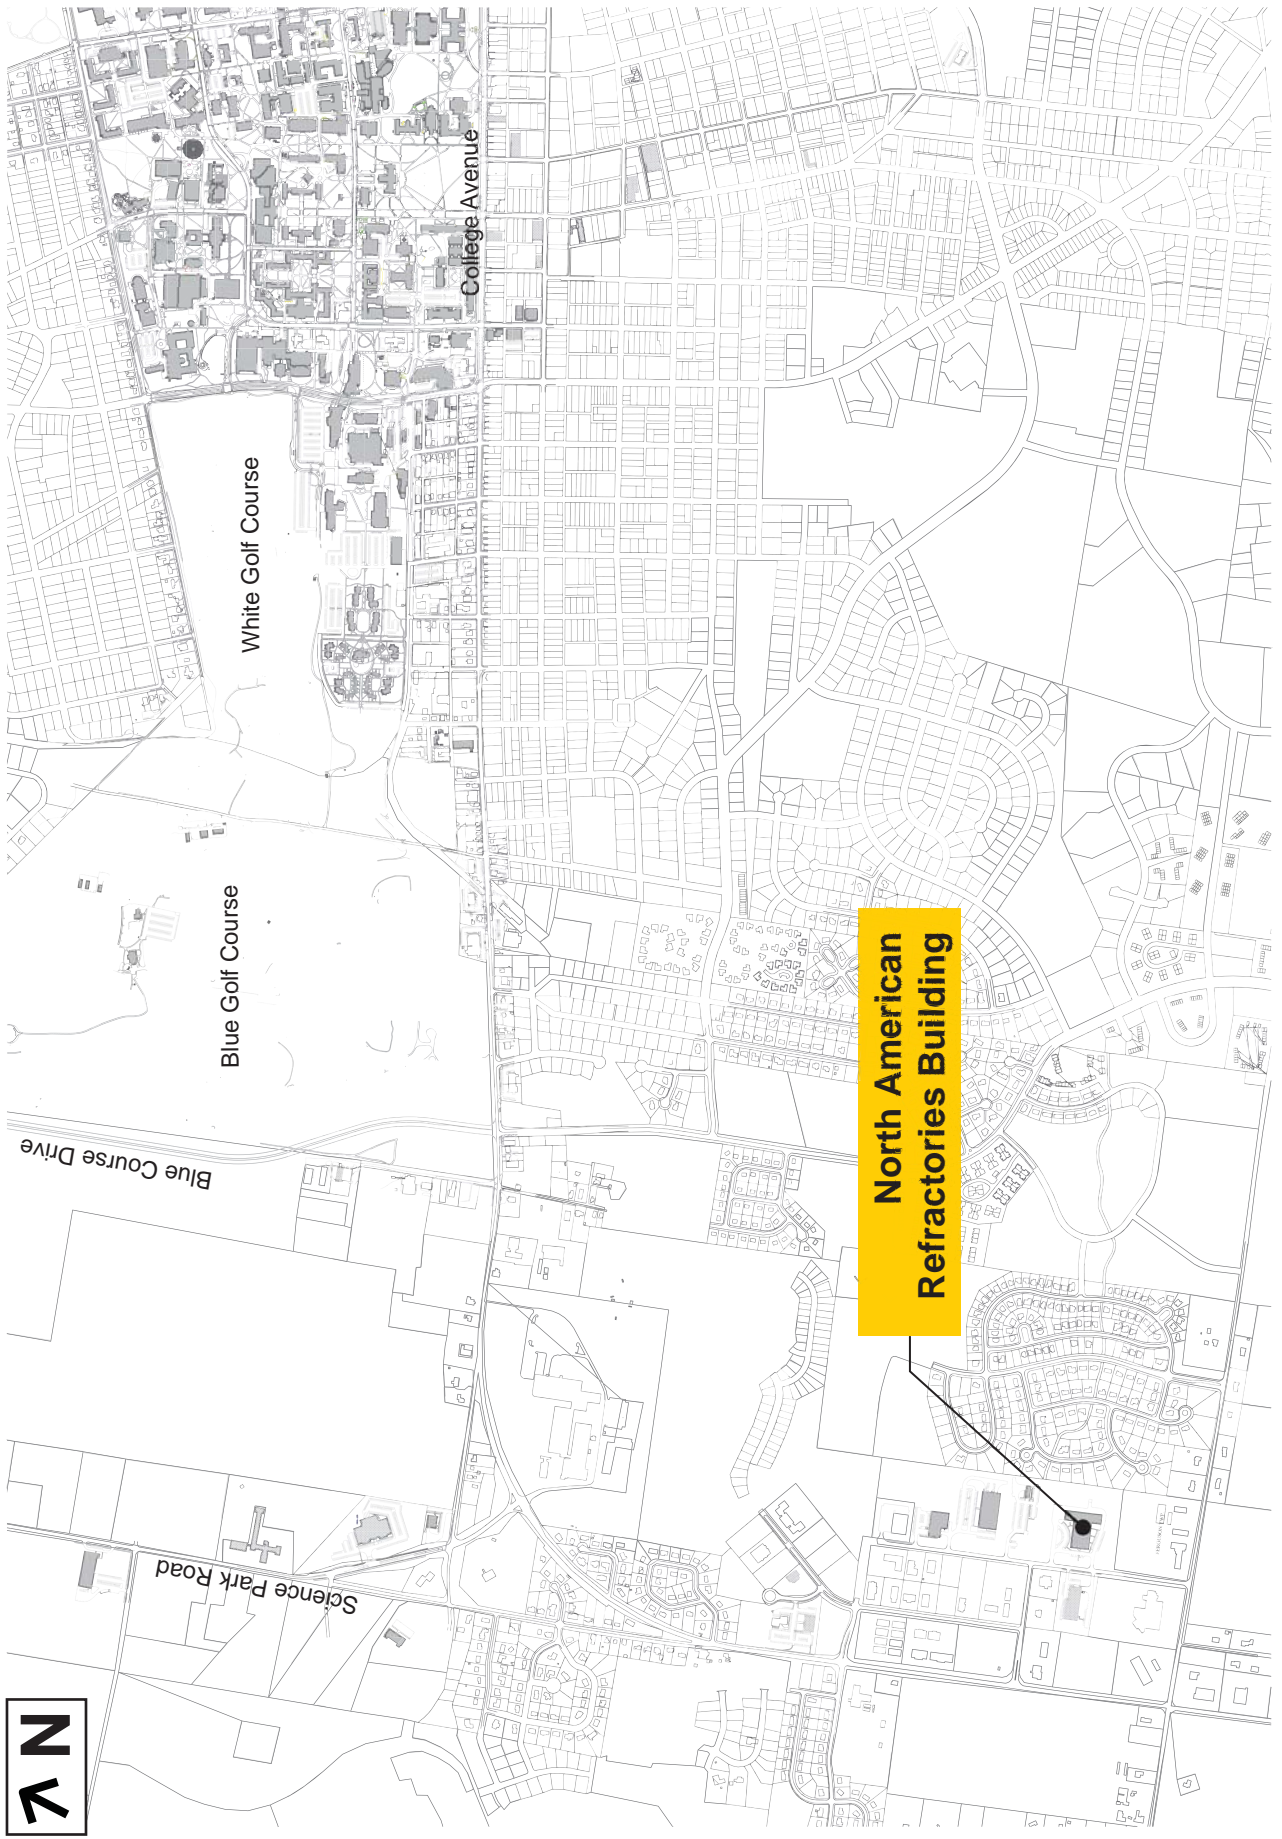 College Avenue
White Golf Course
Blue Golf Course
Blue Course Drive
North American
Refractories Building
Science Park Road
N